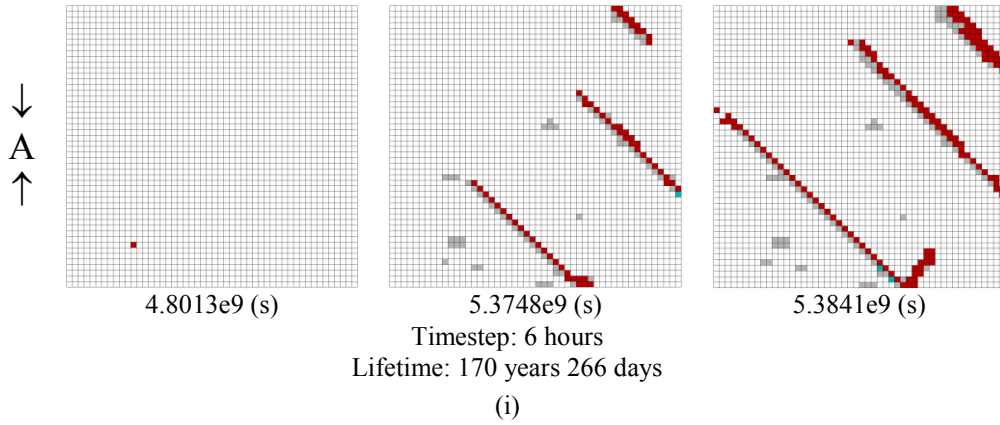 ↓
A
↑
4.8013e9 (s) 5.3748e9 (s) 5.3841e9 (s)
Timestep: 6 hours
Lifetime: 170 years 266 days
(i)